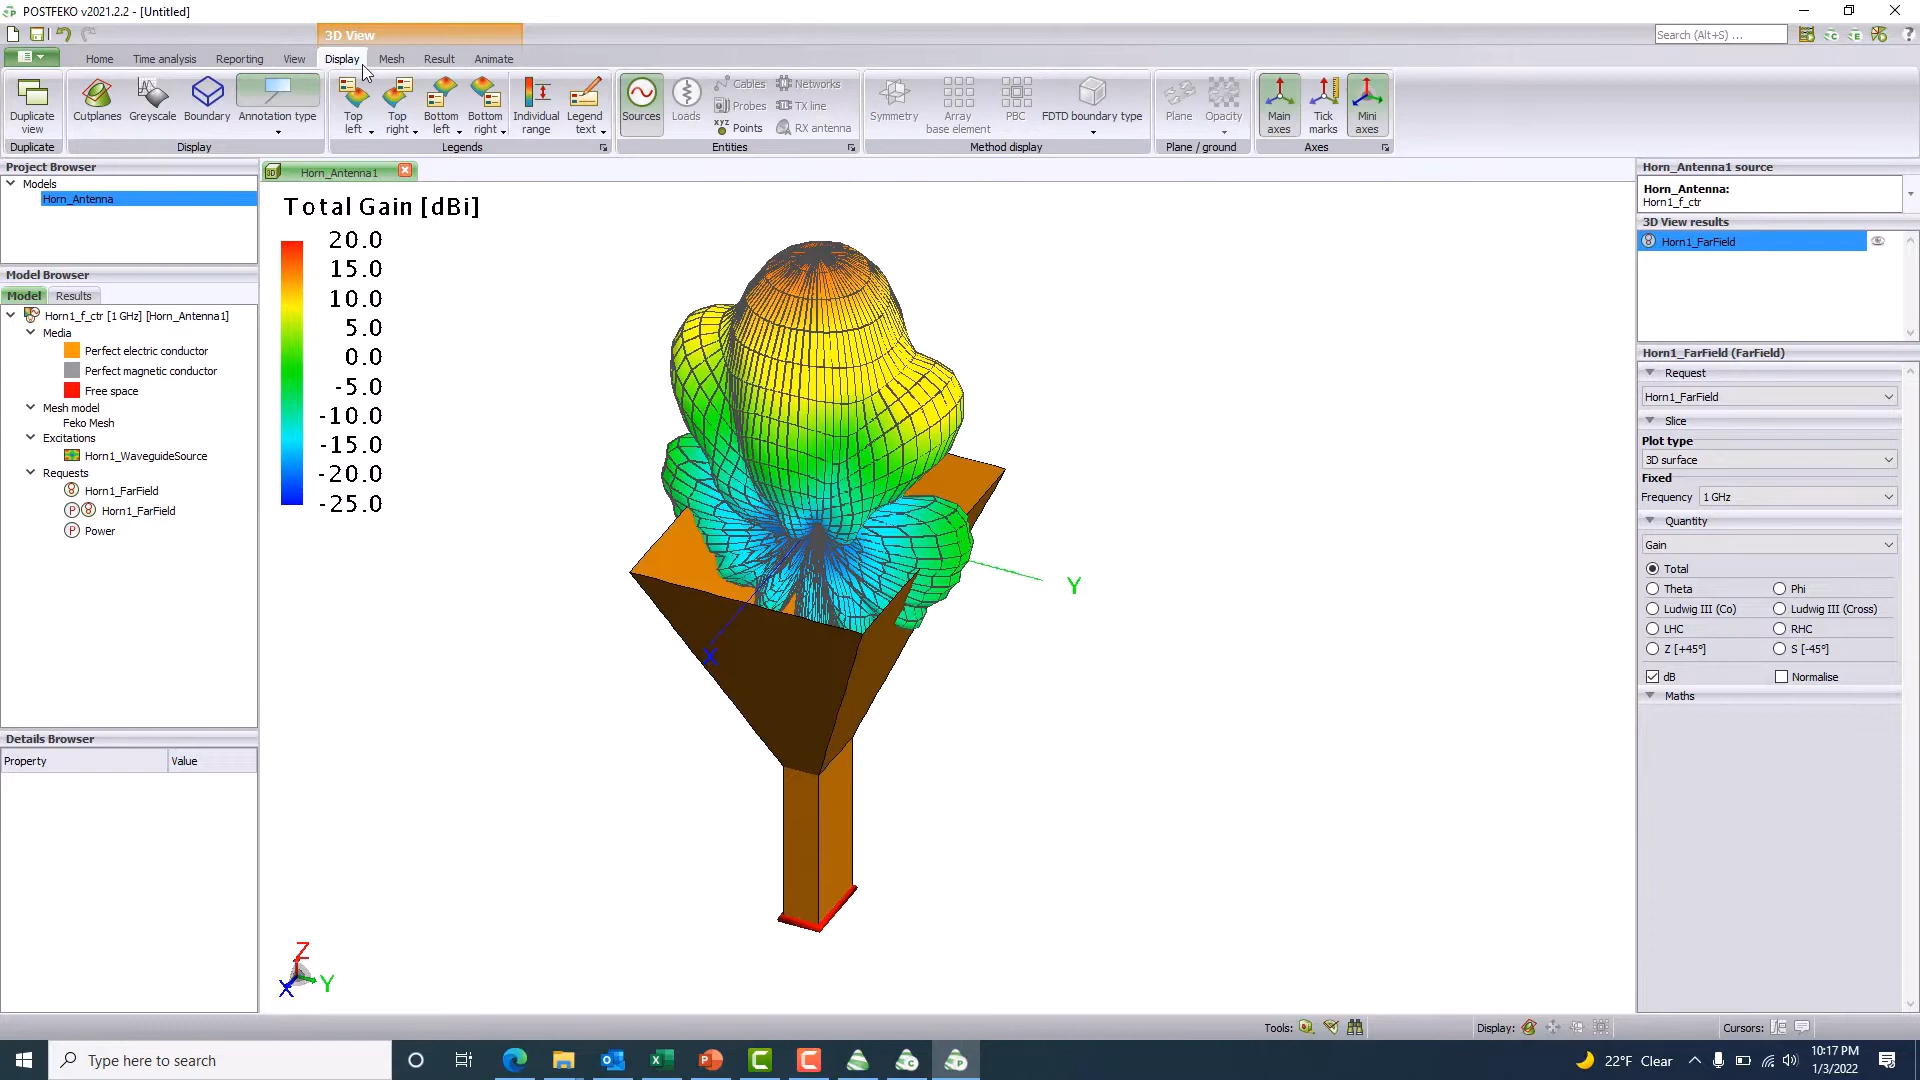 POSTFEKO v2021.2.2 - [Untitled]
3D View
Search (Alt+S) ...
Home Time analysis Reporting View Display Mesh Result Animate
Duplicate view
Cutplanes Greyscale Boundary Annotation type
Top left Top right Bottom left Bottom right Individual range Legend text
Sources Loads Cables Networks
Probes TX line
xyz Points RX antenna
Symmetry Array base element PBC FDTD boundary type
Plane Opacity
Main axes Tick marks Mini axes
Duplicate Display Legends Entities Method display Plane / ground Axes
Project Browser
Models
Horn_Antenna
Model Browser
Model Results
Horn1_f_ctr [1 GHz] [Horn_Antenna1]
Media
Perfect electric conductor
Perfect magnetic conductor
Free space
Mesh model
Feko Mesh
Excitations
Horn1_WaveguideSource
Requests
Horn1_FarField
P Horn1_FarField
P Power
Details Browser
Property Value
3D Horn_Antenna1
Total Gain [dBi]
20.0
15.0
10.0
5.0
0.0
-5.0
-10.0
-15.0
-20.0
-25.0
Y
X
Z
Y
X
Horn_Antenna1 source
Horn_Antenna:
Horn1_f_ctr
3D View results
Horn1_FarField
Horn1_FarField (FarField)
Request
Horn1_FarField
Slice
Plot type
3D surface
Fixed
Frequency 1 GHz
Quantity
Gain
Total
Theta Phi
Ludwig III (Co) Ludwig III (Cross)
LHC RHC
Z [+45°] S [-45°]
dB Normalise
Maths
Tools: Display: Cursors:
Type here to search
22°F Clear
10:17 PM
1/3/2022